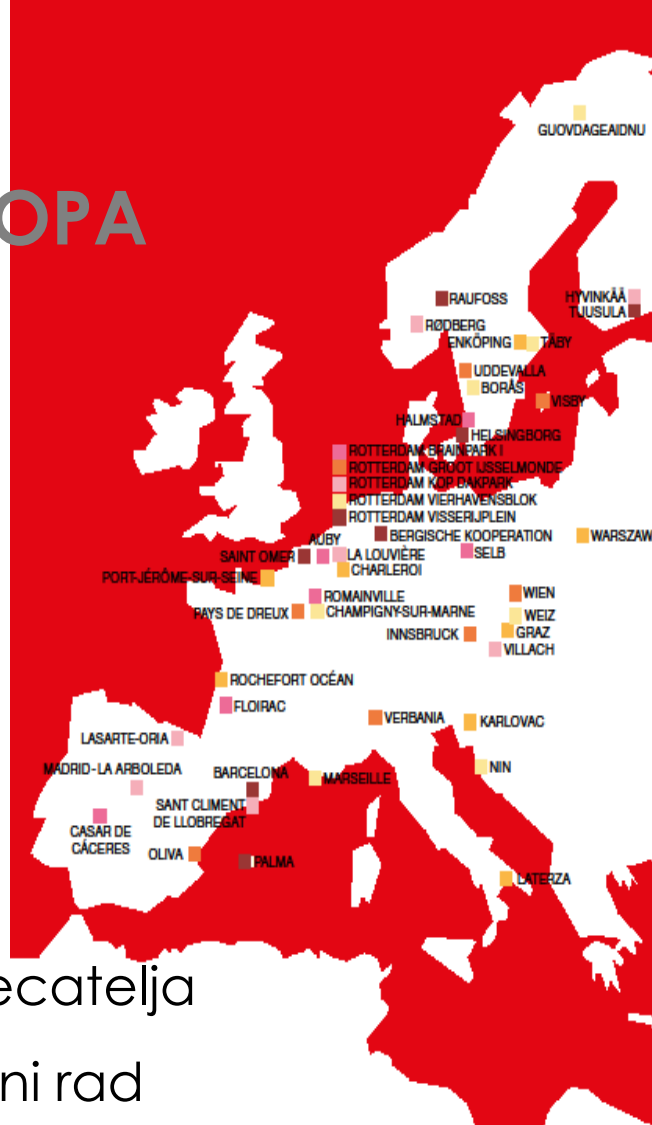 GUOVDAGEAIDNU
OPA
RAUFOSS
HYVINKÄÄ
TUUSULA
RØDBERG
ENKÖPING
TÄBY
UDDEVALLA
BORÅS
VISBY
HALMSTAD
HELSINGBORG
ROTTERDAM BRAINPARK I
ROTTERDAM GROOT IJSSELMONDE
ROTTERDAM KOP DAKPARK
ROTTERDAM VIERHAVENSBLOK
ROTTERDAM VISSERIJPLEIN
BERGISCHE KOOPERATION
WARSZAW
AUBY
SAINT OMER
LA LOUVIÈRE
SELB
CHARLEROI
PORT-JÉRÔME-SUR-SEINE
ROMAINVILLE
WIEN
PAYS DE DREUX
CHAMPIGNY-SUR-MARNE
WEIZ
INNSBRUCK
GRAZ
VILLACH
ROCHEFORT OCÉAN
FLOIRAC
VERBANIA
KARLOVAC
LASARTE-ORIA
MADRID - LA ARBOLEDA
BARCELONA
MARSEILLE
NIN
SANT CLIMENT
DE LLOBREGAT
CASAR DE
CÁCERES
OLIVA
PALMA
LATERZA
ecatelja
ni rad